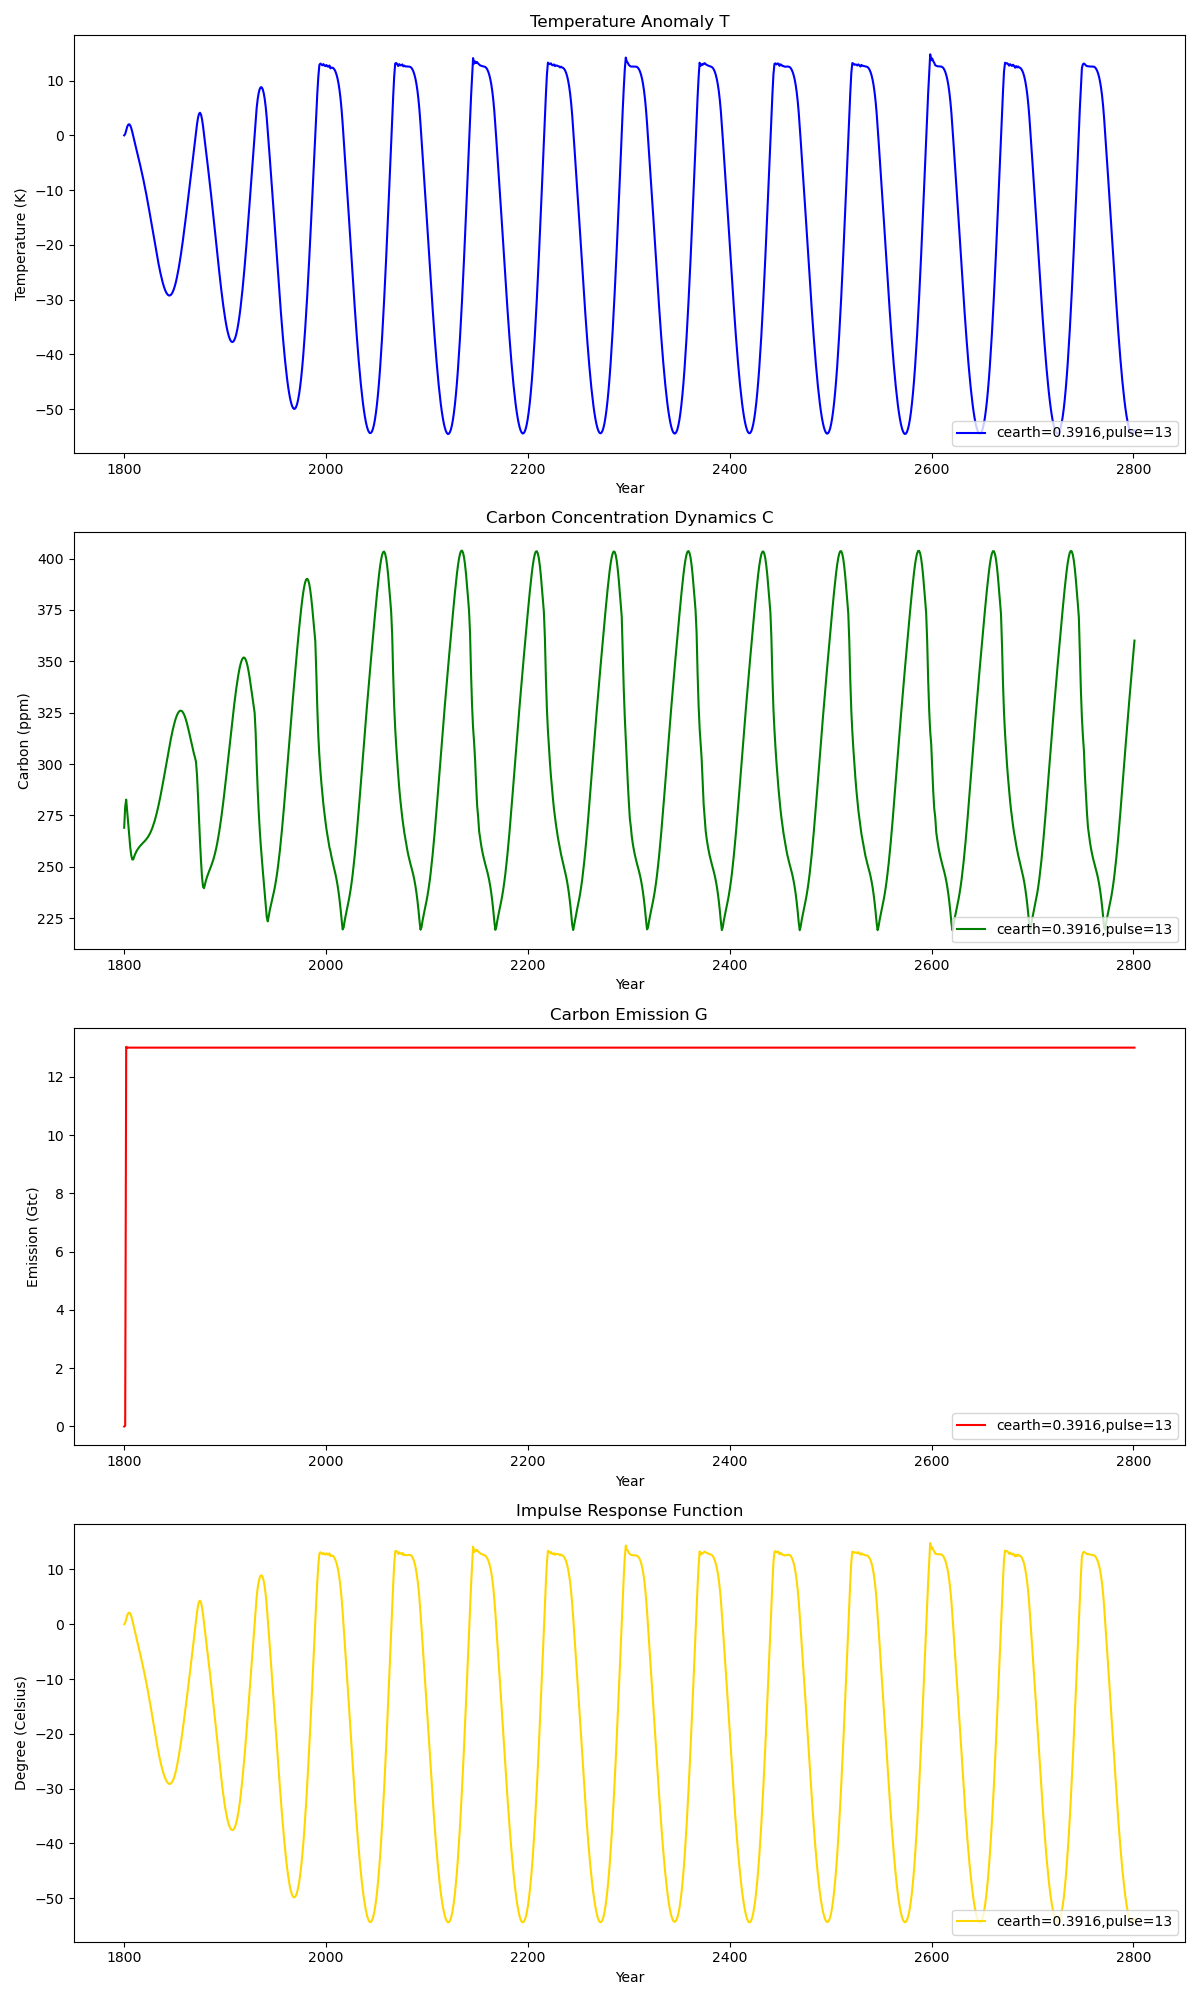 Temperature Anomaly T
Temperature (K)
10
0
−10
−20
−30
−40
−50
cearth=0.3916,pulse=13
1800 2000 2200 2400 2600 2800
Year
Carbon Concentration Dynamics C
Carbon (ppm)
400
375
350
325
300
275
250
225
cearth=0.3916,pulse=13
1800 2000 2200 2400 2600 2800
Year
Carbon Emission G
Emission (Gtc)
12
10
8
6
4
2
0
cearth=0.3916,pulse=13
1800 2000 2200 2400 2600 2800
Year
Impulse Response Function
Degree (Celsius)
10
0
−10
−20
−30
−40
−50
cearth=0.3916,pulse=13
1800 2000 2200 2400 2600 2800
Year